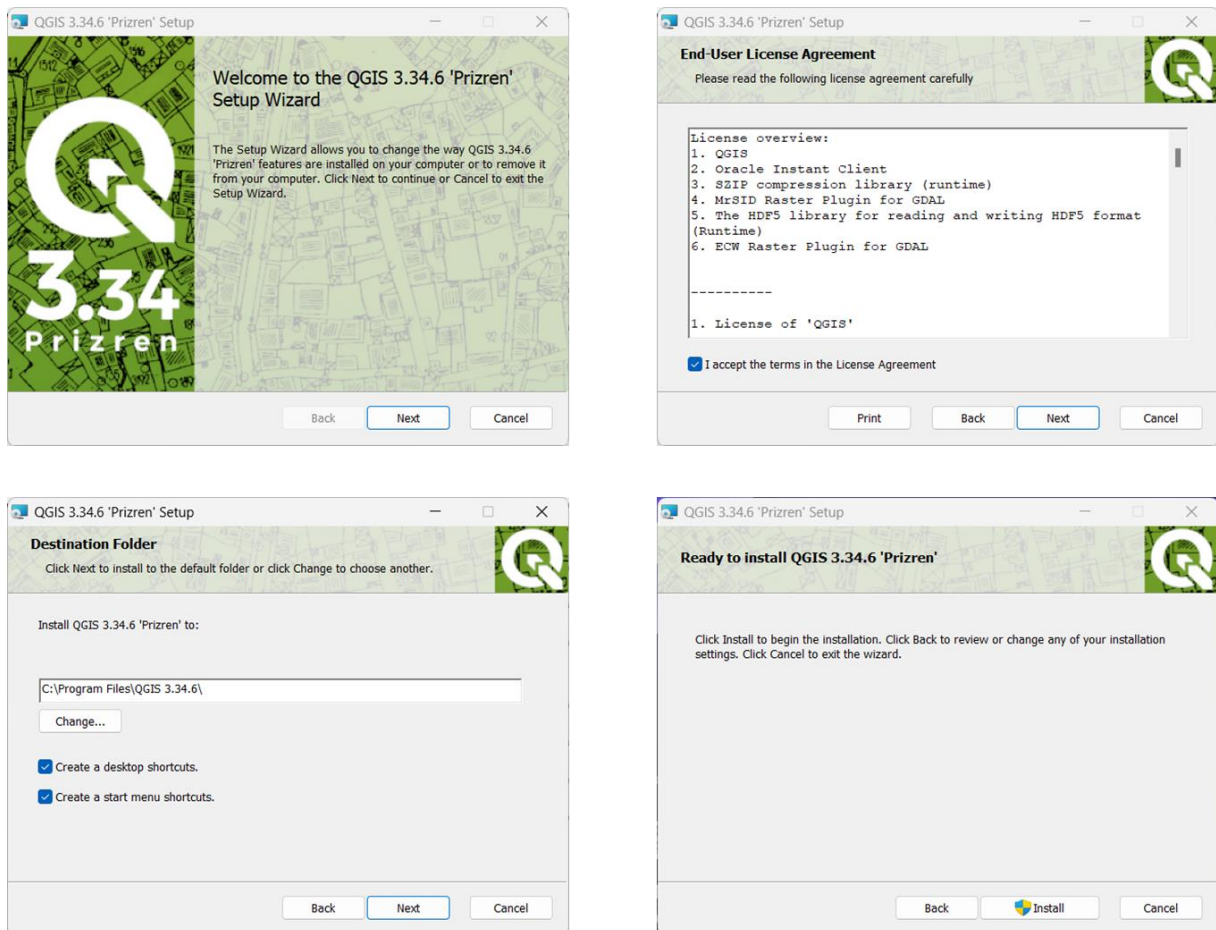 QGIS 3.34.6 'Prizren' Setup
3.34
Prizren
Welcome to the QGIS 3.34.6 'Prizren'
Setup Wizard
The Setup Wizard allows you to change the way QGIS 3.34.6
'Prizren' features are installed on your computer or to remove it
from your computer. Click Next to continue or Cancel to exit the
Setup Wizard.
Back Next Cancel
QGIS 3.34.6 'Prizren' Setup
End-User License Agreement
Please read the following license agreement carefully
License overview:
1. QGIS
2. Oracle Instant Client
3. SZIP compression library (runtime)
4. MrSID Raster Plugin for GDAL
5. The HDF5 library for reading and writing HDF5 format
(Runtime)
6. ECW Raster Plugin for GDAL
----------
1. License of 'QGIS'
I accept the terms in the License Agreement
Print Back Next Cancel
QGIS 3.34.6 'Prizren' Setup
Destination Folder
Click Next to install to the default folder or click Change to choose another.
Install QGIS 3.34.6 'Prizren' to:
C:\Program Files\QGIS 3.34.6\
Change...
Create a desktop shortcuts.
Create a start menu shortcuts.
Back Next Cancel
QGIS 3.34.6 'Prizren' Setup
Ready to install QGIS 3.34.6 'Prizren'
Click Install to begin the installation. Click Back to review or change any of your installation
settings. Click Cancel to exit the wizard.
Back Install Cancel